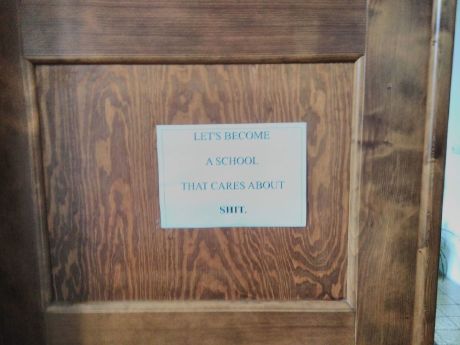 LET'S BECOME
A SCHOOL
THAT CARES ABOUT
SHIT.